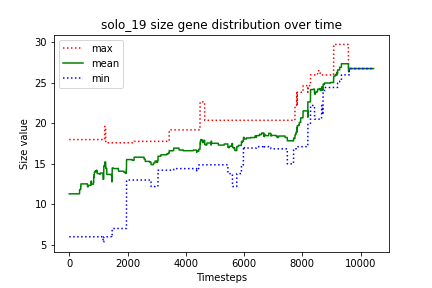 solo_19 size gene distribution over time
max
mean
min
Size value
30
25
20
15
10
5
0
2000
4000
6000
8000
10000
Timesteps